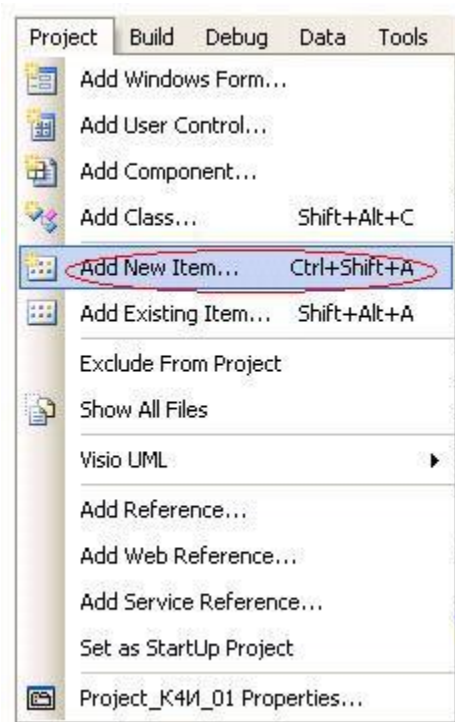 Project Build Debug Data Tools
Add Windows Form...
Add User Control...
Add Component...
Add Class... Shift+Alt+C
Add New Item... Ctrl+Shift+A
Add Existing Item... Shift+Alt+A
Exclude From Project
Show All Files
Visio UML
Add Reference...
Add Web Reference...
Add Service Reference...
Set as StartUp Project
Project_К4И_01 Properties...